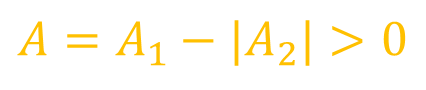 A = A₁ − |A₂| > 0